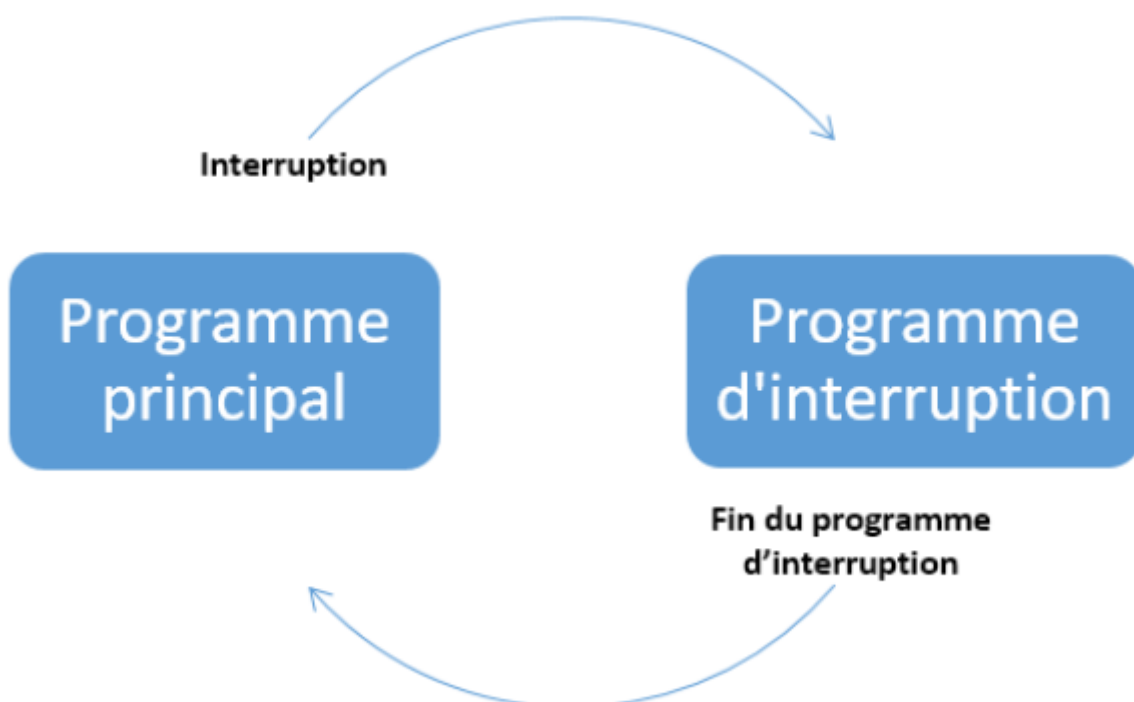 Interruption
Programme
principal
Programme
d'interruption
Fin du programme
d’interruption